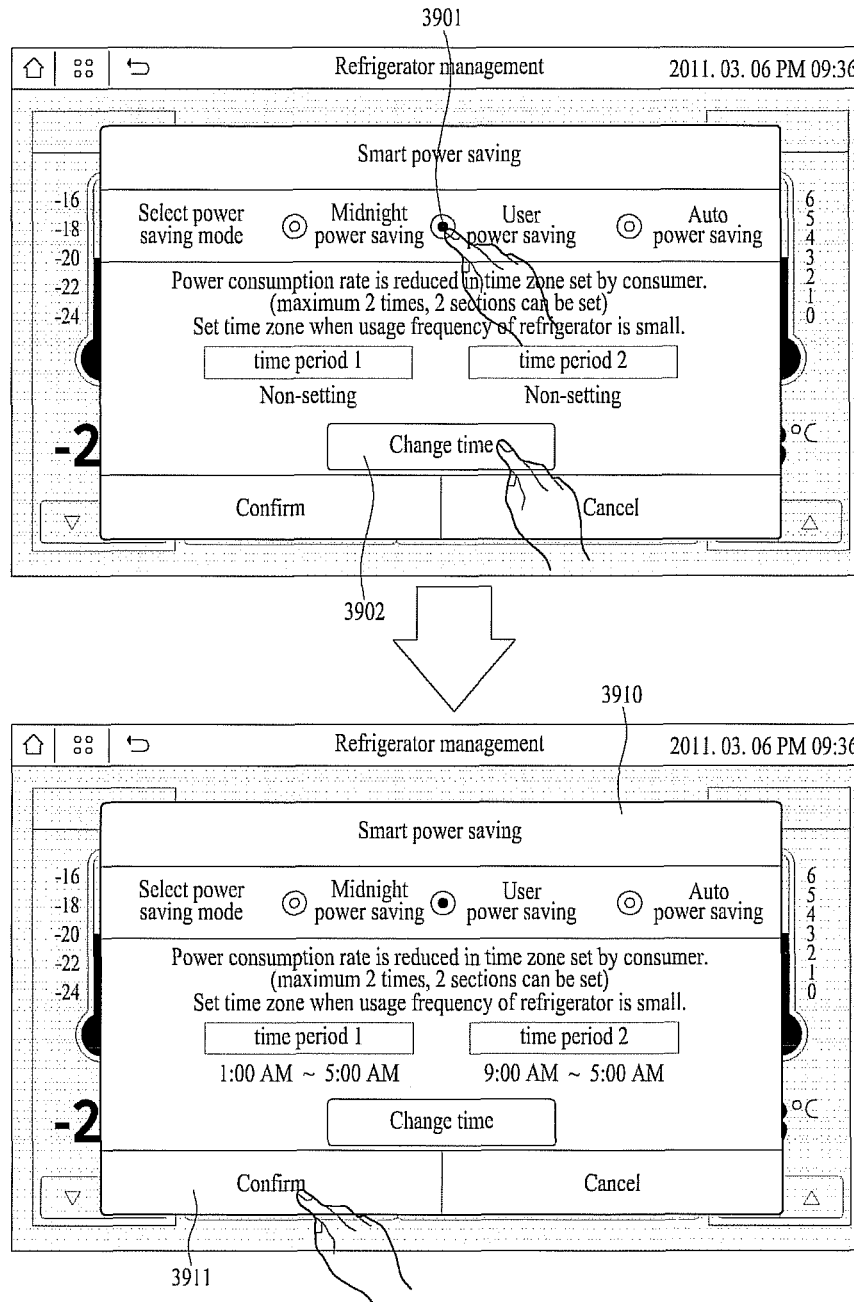 3901
Refrigerator management 2011. 03. 06 PM 09:36
Smart power saving
Select power saving mode
Midnight power saving
User power saving
Auto power saving
-16
-18
-20
-22
-24
6
5
4
3
2
1
0
Power consumption rate is reduced in time zone set by consumer.
(maximum 2 times, 2 sections can be set)
Set time zone when usage frequency of refrigerator is small.
time period 1 time period 2
Non-setting Non-setting
-2 °C
Change time
Confirm Cancel
3902
3910
Refrigerator management 2011. 03. 06 PM 09:36
Smart power saving
Select power saving mode
Midnight power saving
User power saving
Auto power saving
-16
-18
-20
-22
-24
6
5
4
3
2
1
0
Power consumption rate is reduced in time zone set by consumer.
(maximum 2 times, 2 sections can be set)
Set time zone when usage frequency of refrigerator is small.
time period 1 time period 2
1:00 AM ~ 5:00 AM 9:00 AM ~ 5:00 AM
-2 °C
Change time
Confirm Cancel
3911